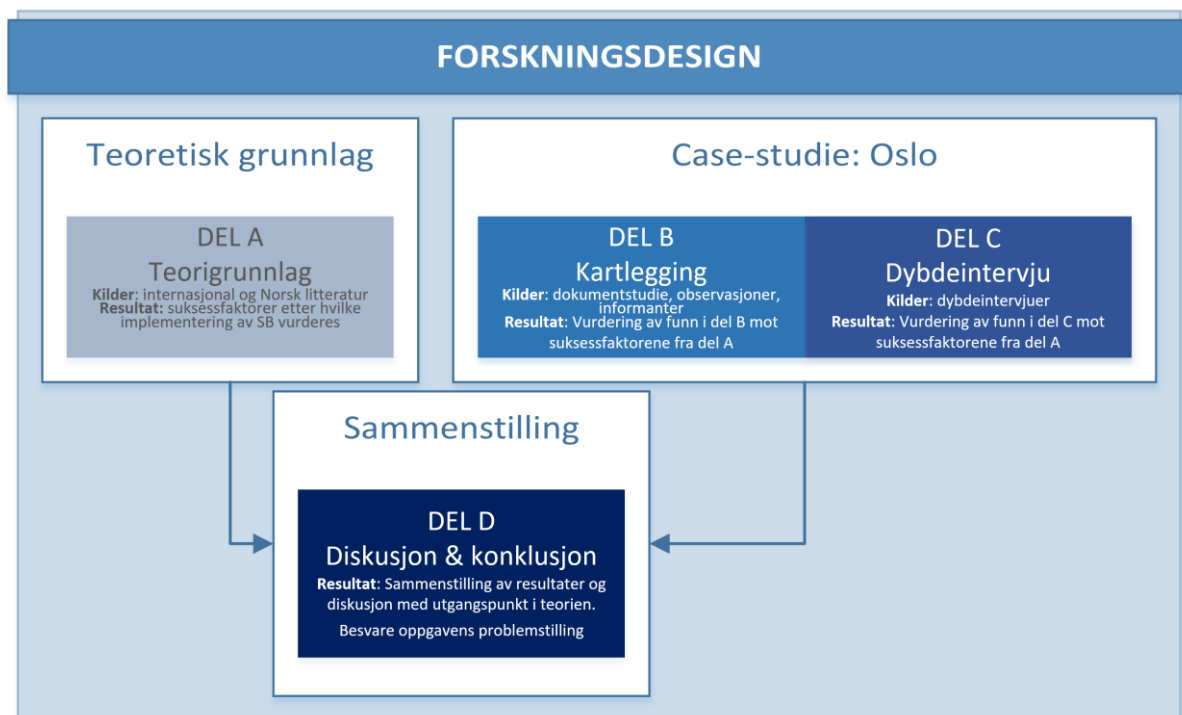 FORSKNINGSDESIGN
Teoretisk grunnlag
DEL A
Teorigrunnlag
Kilder: internasjonal og Norsk litteratur
Resultat: suksessfaktorer etter hvilke
implementering av SB vurderes
Case-studie: Oslo
DEL B
Kartlegging
Kilder: dokumentstudie, observasjoner,
informanter
Resultat: Vurdering av funn i del B mot
suksessfaktorene fra del A
DEL C
Dybdeintervju
Kilder: dybdeintervjuer
Resultat: Vurdering av funn i del C mot
suksessfaktorene fra del A
Sammenstilling
DEL D
Diskusjon & konklusjon
Resultat: Sammenstilling av resultater og
diskusjon med utgangspunkt i teorien.
Besvare oppgavens problemstilling